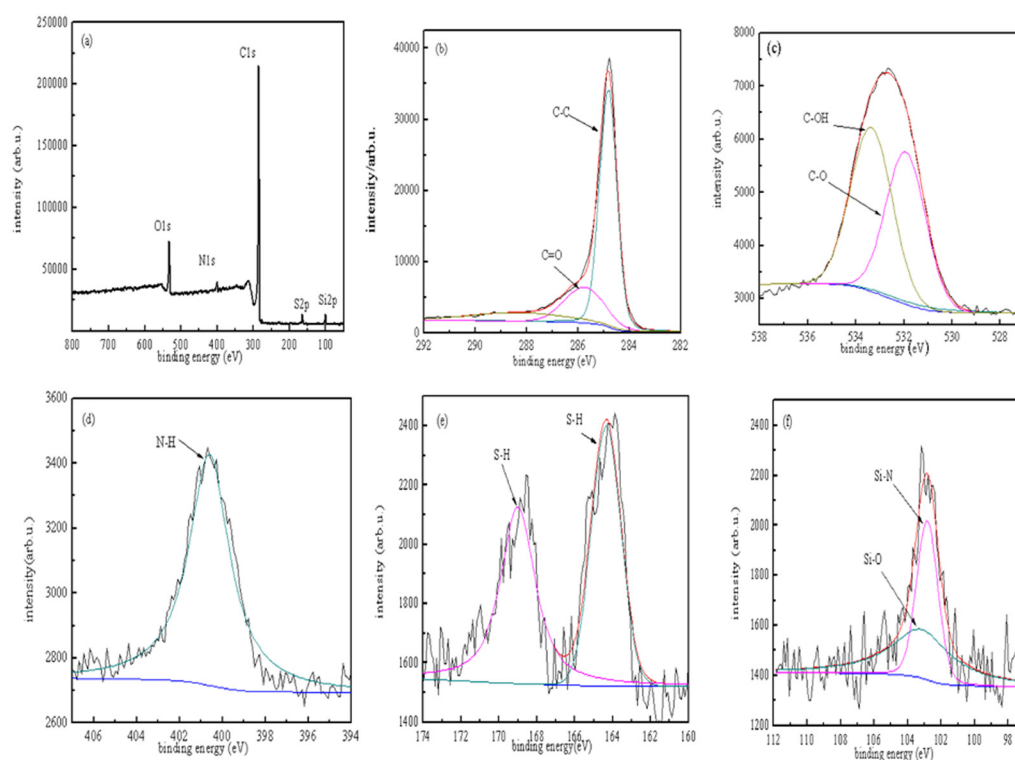 (a)
C1s
O1s
N1s
S2p
Si2p
intensity (arb.u.)
250000
200000
150000
100000
50000
0
800 700 600 500 400 300 200 100
binding energy (eV)
(b)
C-C
C=O
intensity/arb.u.
40000
30000
20000
10000
0
292 290 288 286 284 282
binding energy (eV)
(c)
C-OH
C-O
intensity (arb.u.)
8000
7000
6000
5000
4000
3000
538 536 534 532 530 528
binding energy (eV)
(d)
N-H
intensity(arb.u.)
3600
3400
3200
3000
2800
2600
406 404 402 400 398 396 394
binding energy (eV)
(e)
S-H
S-H
intensity (arb.u.)
2400
2200
2000
1800
1600
1400
174 172 170 168 166 164 162 160
binding energy(eV)
(f)
Si-N
Si-O
intensity (arb.u.)
2400
2200
2000
1800
1600
1400
1200
112 110 108 106 104 102 100 98
binding energy (eV)